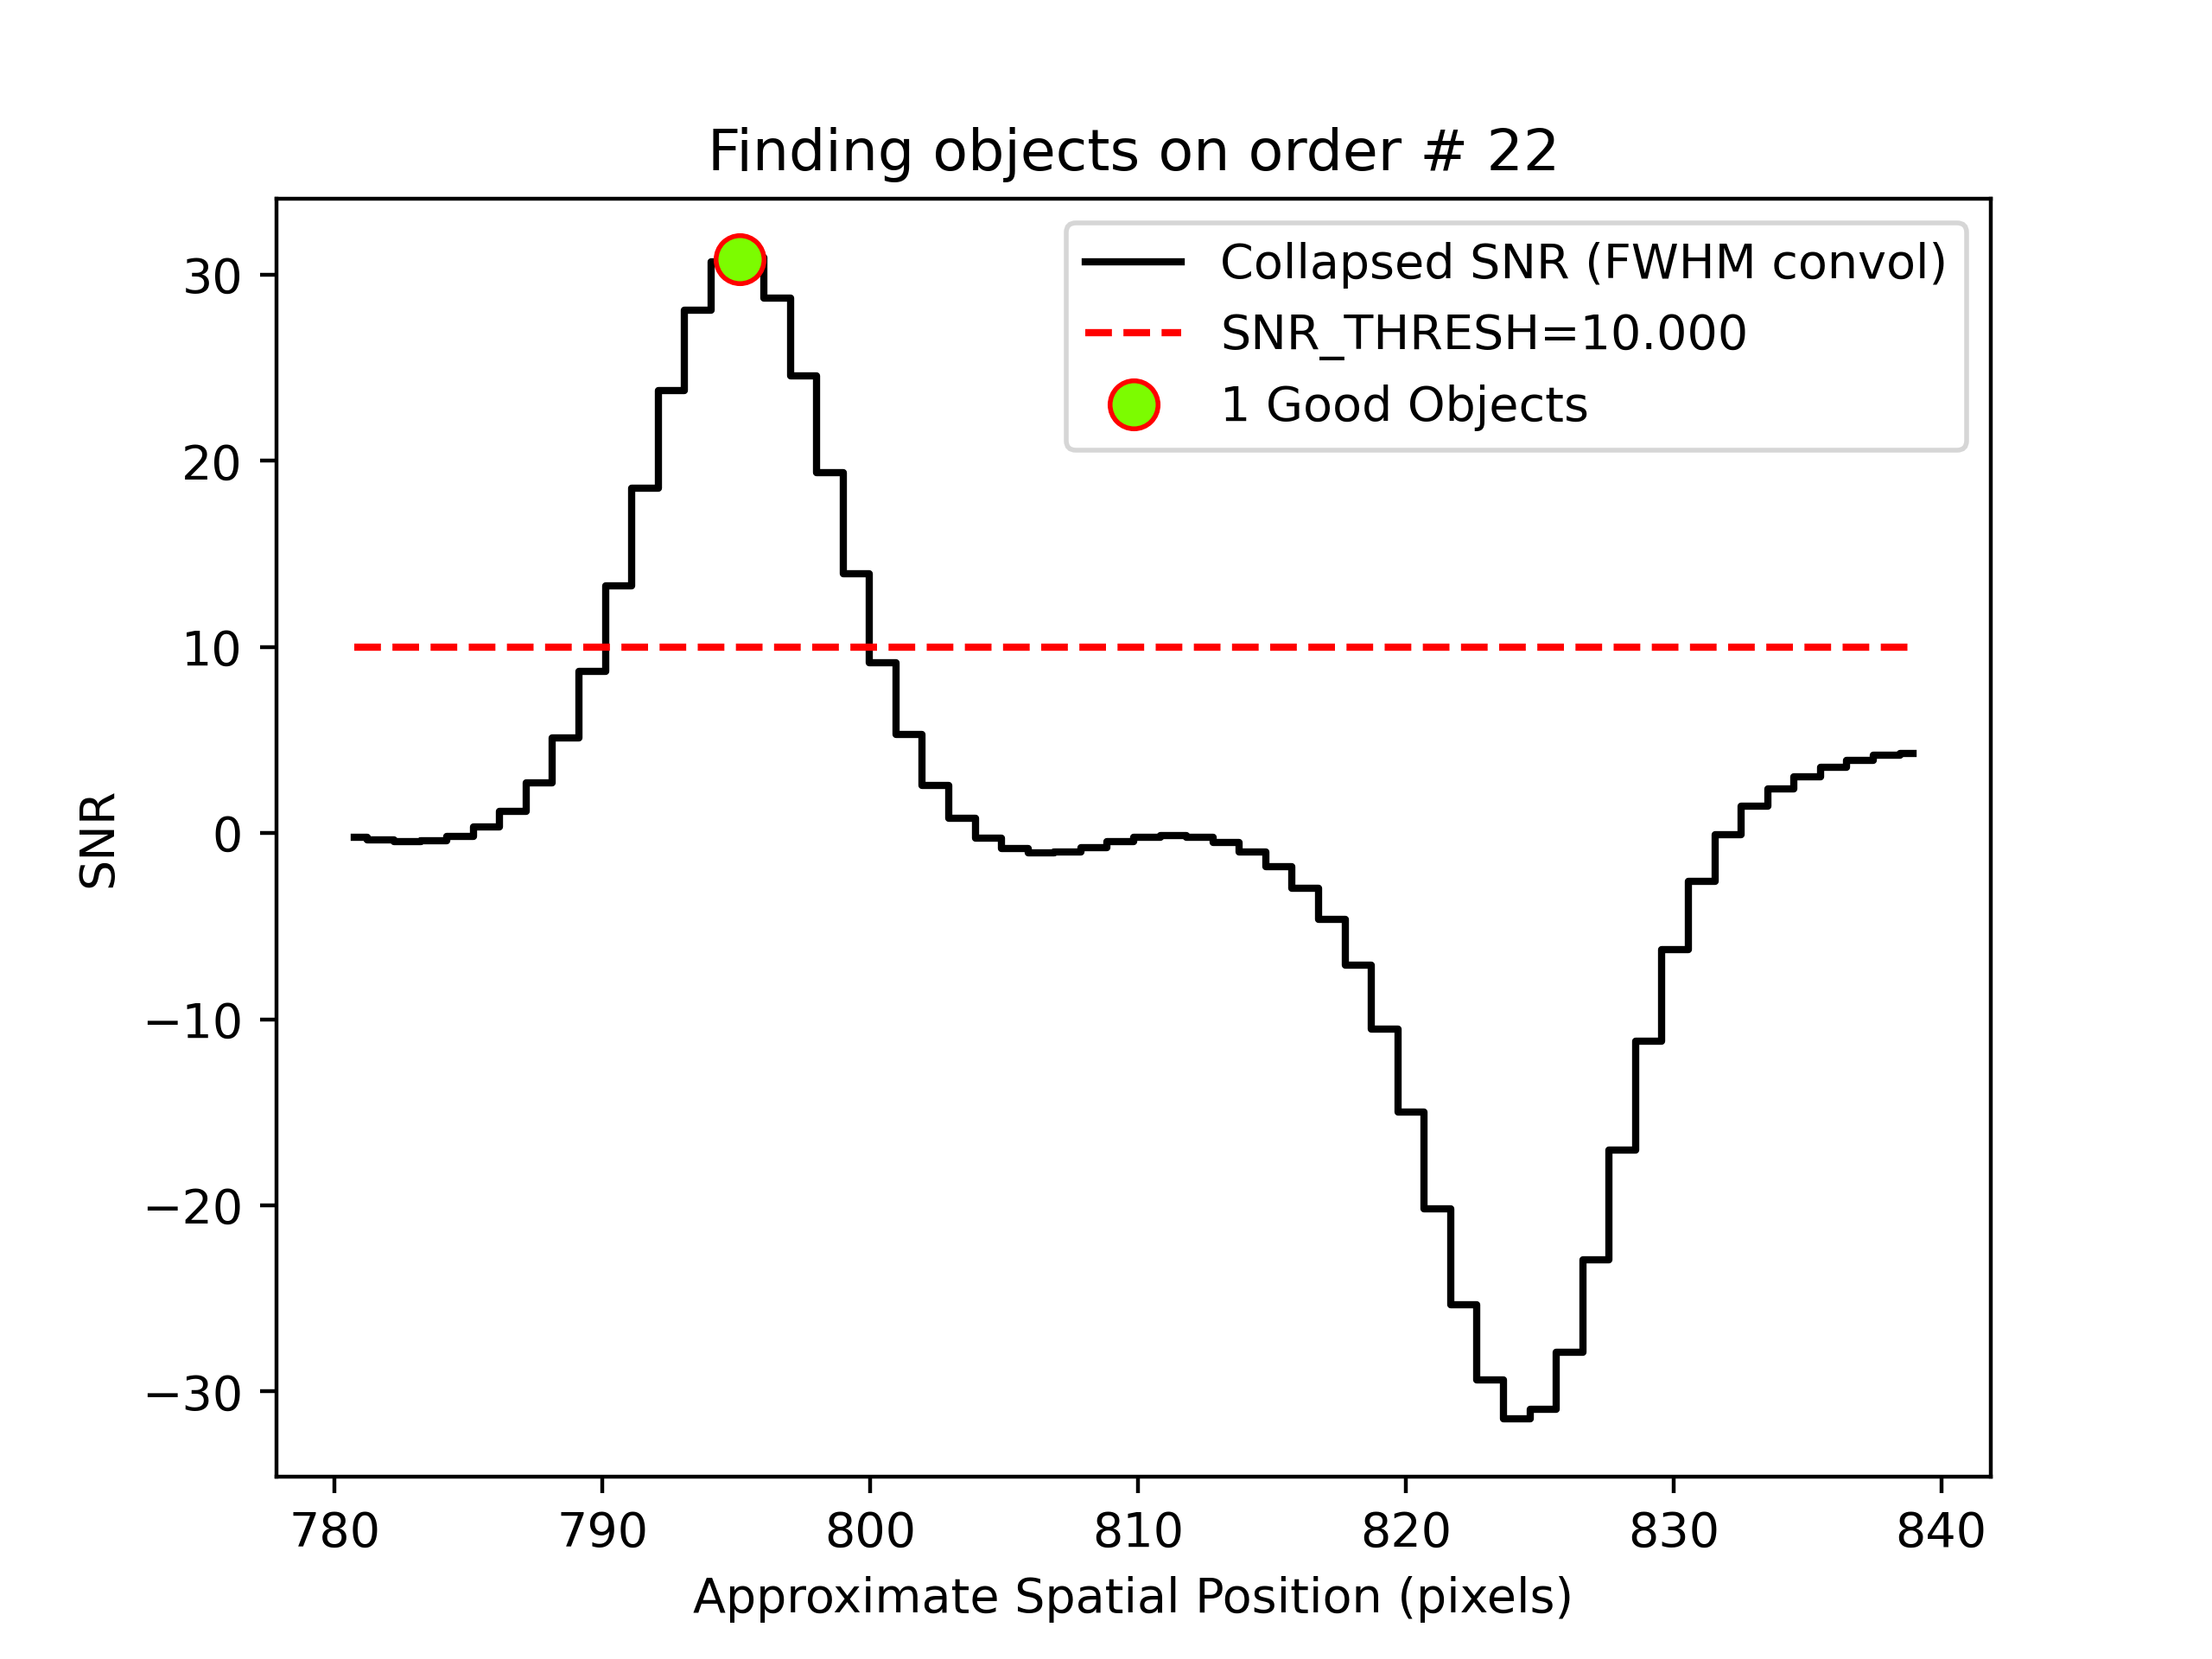 Finding objects on order # 22
Collapsed SNR (FWHM convol)
SNR_THRESH=10.000
1 Good Objects
30
20
10
0
−10
−20
−30
SNR
780 790 800 810 820 830 840
Approximate Spatial Position (pixels)